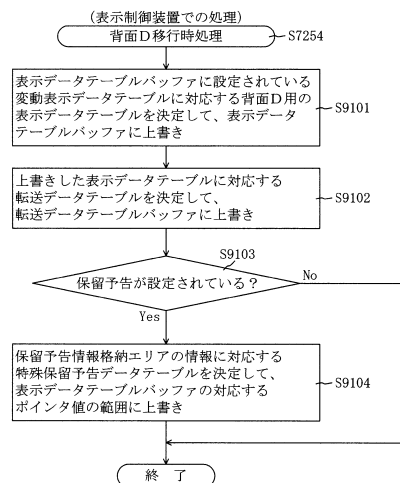 (表示制御装置での処理)
背面D移行時処理
S7254
表示データテーブルバッファに設定されている
変動表示データテーブルに対応する背面D用の
表示データテーブルを決定して、表示データ
テーブルバッファに上書き
S9101
上書きした表示データテーブルに対応する
転送データテーブルを決定して、
転送データテーブルバッファに上書き
S9102
S9103
保留予告が設定されている?
No
Yes
保留予告情報格納エリアの情報に対応する
特殊保留予告データテーブルを決定して、
表示データテーブルバッファの対応する
ポインタ値の範囲に上書き
S9104
終 了